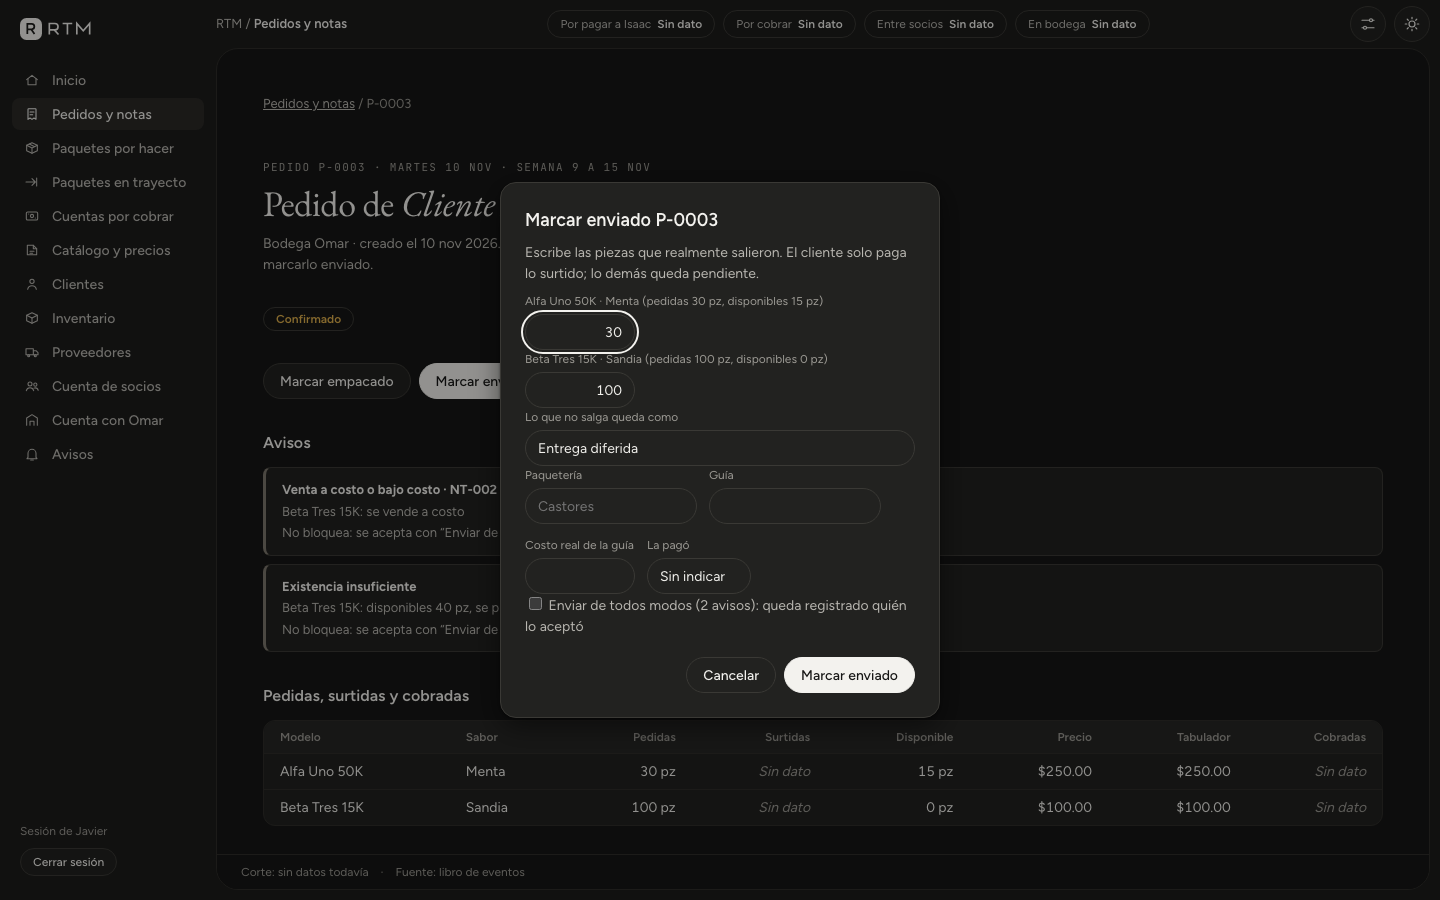 R RTM
RTM / Pedidos y notas
Por pagar a Isaac Sin dato
Por cobrar Sin dato
Entre socios Sin dato
En bodega Sin dato
Inicio
Pedidos y notas
Paquetes por hacer
Paquetes en trayecto
Cuentas por cobrar
Catálogo y precios
Clientes
Inventario
Proveedores
Cuenta de socios
Cuenta con Omar
Avisos
Sesión de Javier
Cerrar sesión
Pedidos y notas / P-0003
PEDIDO P-0003 · MARTES 10 NOV · SEMANA 9 A 15 NOV
Pedido de Cliente
Bodega Omar · creado el 10 nov 2026.
marcarlo enviado.
Confirmado
Marcar empacado
Marcar en
Avisos
Venta a costo o bajo costo · NT-002
Beta Tres 15K: se vende a costo
No bloquea: se acepta con "Enviar de
Existencia insuficiente
Beta Tres 15K: disponibles 40 pz, se p
No bloquea: se acepta con "Enviar de
Marcar enviado P-0003
Escribe las piezas que realmente salieron. El cliente solo paga
lo surtido; lo demás queda pendiente.
Alfa Uno 50K · Menta (pedidas 30 pz, disponibles 15 pz)
30
Beta Tres 15K · Sandia (pedidas 100 pz, disponibles 0 pz)
100
Lo que no salga queda como
Entrega diferida
Paquetería Guía
Castores
Costo real de la guía La pagó
Sin indicar
Enviar de todos modos (2 avisos): queda registrado quién
lo aceptó
Cancelar Marcar enviado
Pedidas, surtidas y cobradas
Modelo Sabor Pedidas Surtidas Disponible Precio Tabulador Cobradas
Alfa Uno 50K Menta 30 pz Sin dato 15 pz $250.00 $250.00 Sin dato
Beta Tres 15K Sandia 100 pz Sin dato 0 pz $100.00 $100.00 Sin dato
Corte: sin datos todavía · Fuente: libro de eventos